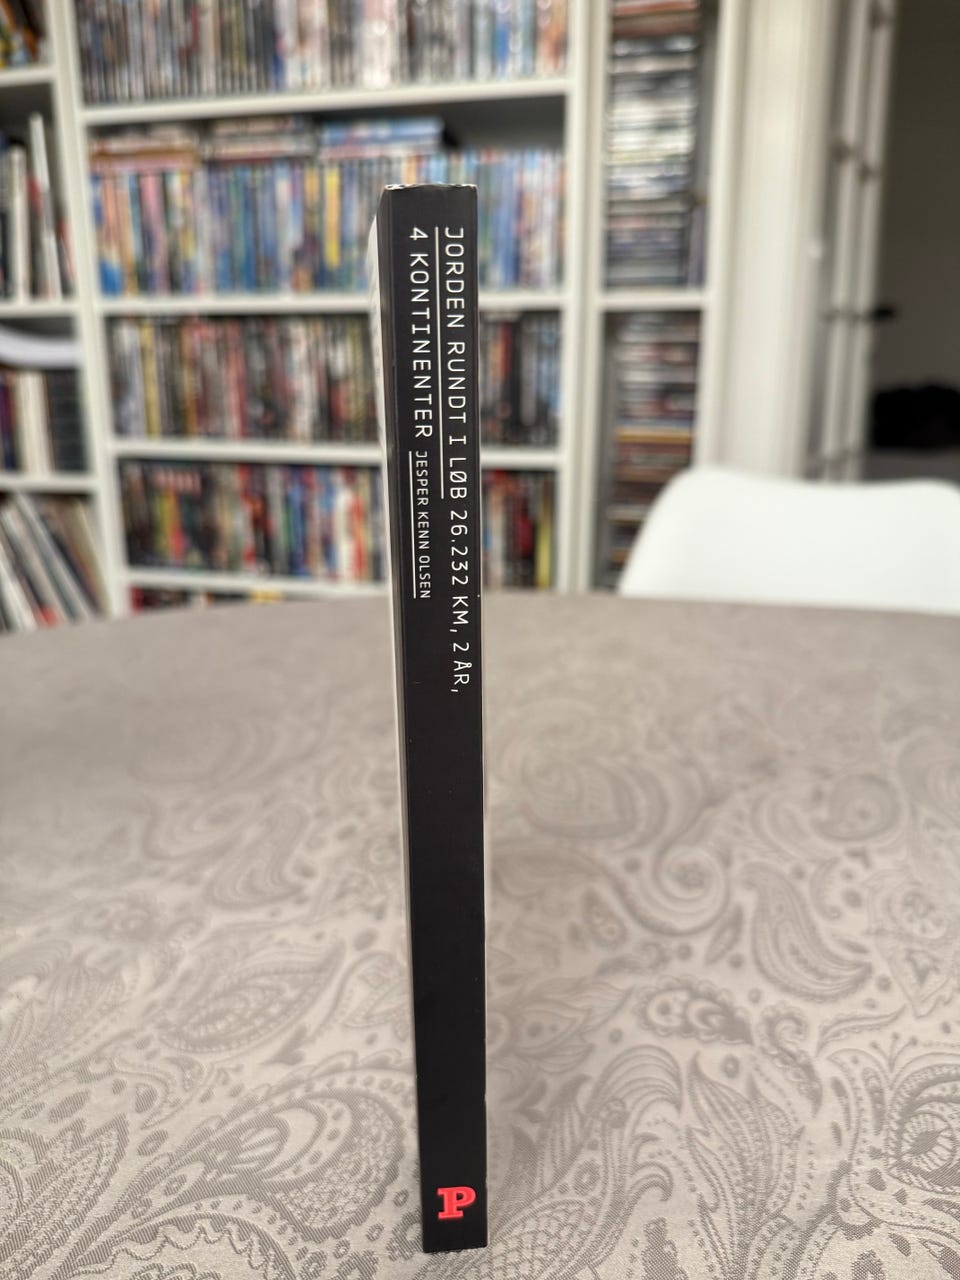 JORDEN RUNDT I LØB 26.232 KM, 2 ÅR,
4 KONTINENTER JESPER KENN OLSEN
P